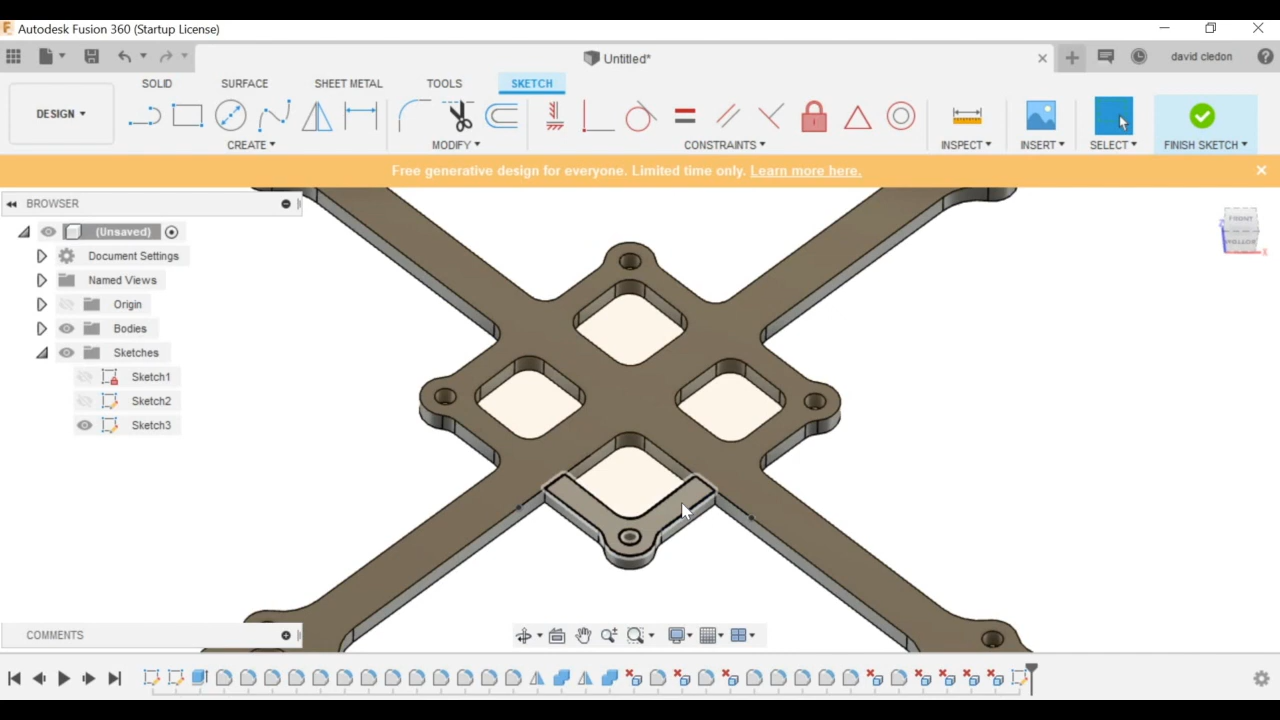 Autodesk Fusion 360 (Startup License)
Untitled*
david cledon
DESIGN
SOLID
SURFACE
SHEET METAL
TOOLS
SKETCH
CREATE
MODIFY
CONSTRAINTS
INSPECT
INSERT
SELECT
FINISH SKETCH
Free generative design for everyone. Limited time only. Learn more here.
BROWSER
(Unsaved)
Document Settings
Named Views
Origin
Bodies
Sketches
Sketch1
Sketch2
Sketch3
FRONT
BOTTOM
Z
X
COMMENTS